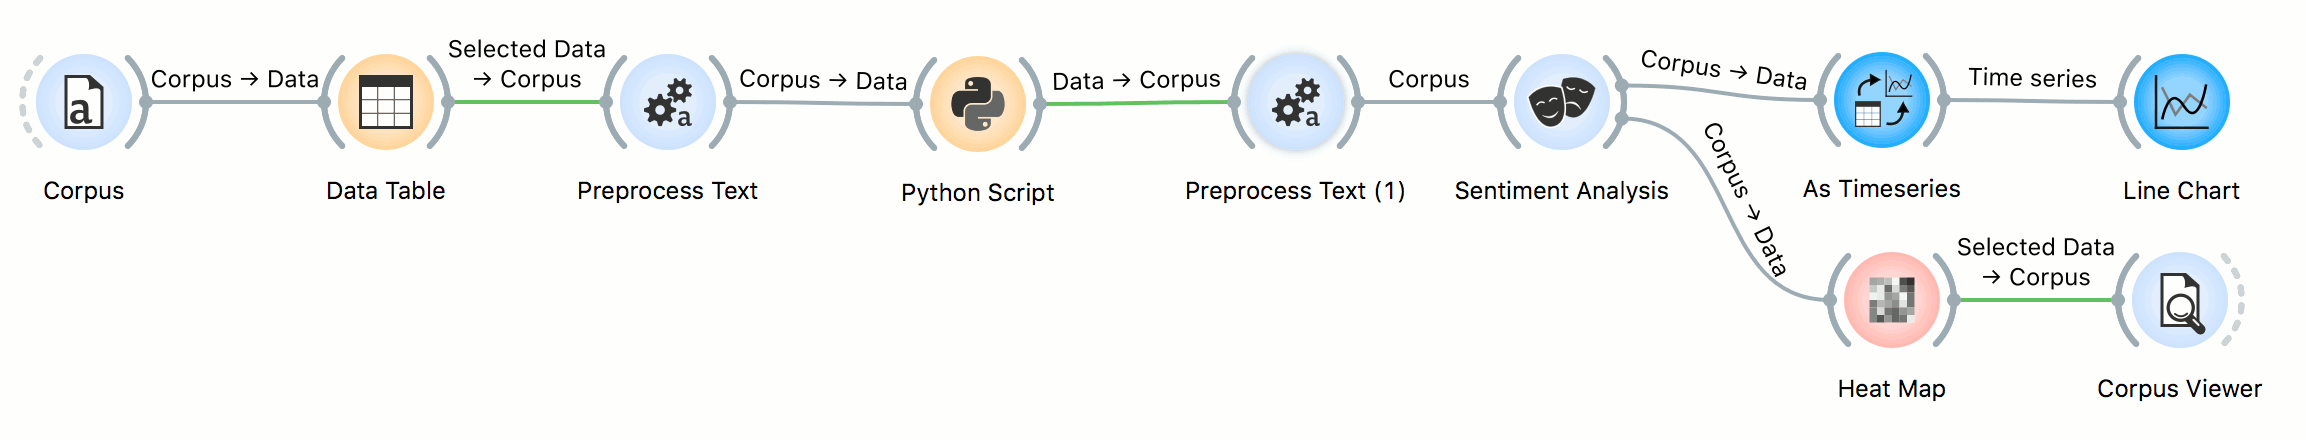 Corpus → Data
Selected Data
→ Corpus
Corpus → Data
Data → Corpus
Corpus
Corpus → Data
Time series
a
a
a
Corpus
Data Table
Preprocess Text
Python Script
Preprocess Text (1)
Sentiment Analysis
As Timeseries
Line Chart
Corpus → Data
Selected Data
→ Corpus
Heat Map
Corpus Viewer